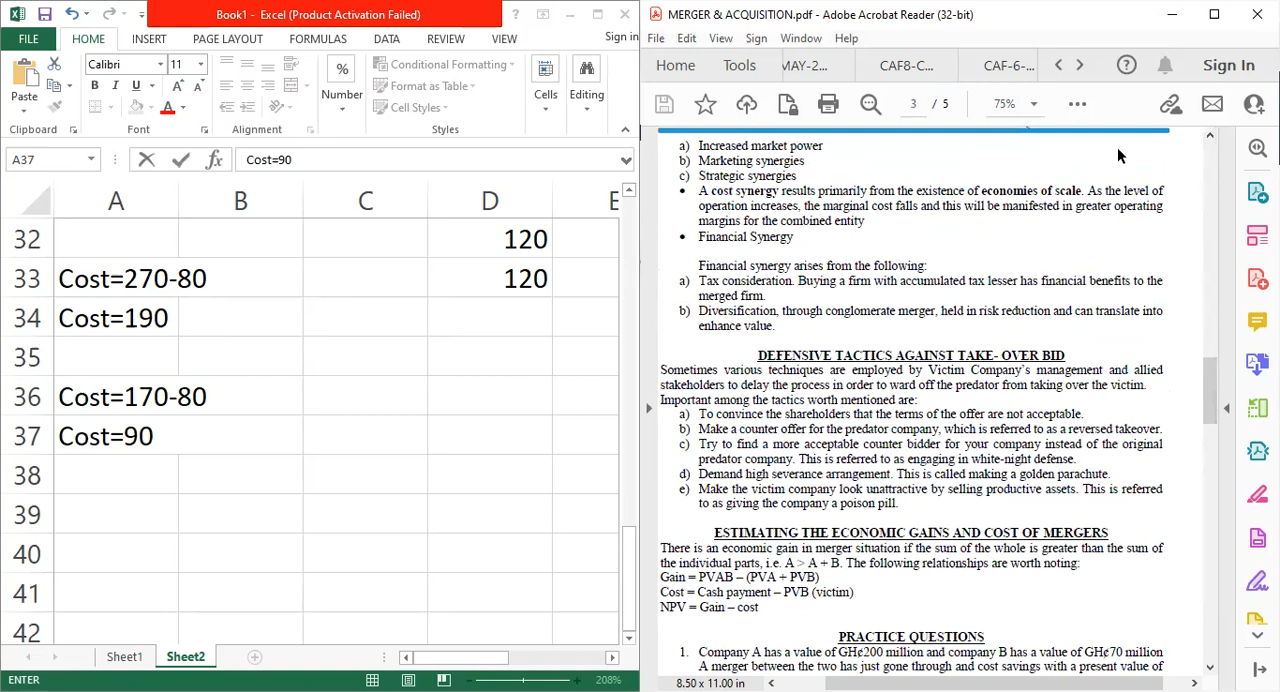 Book1 - Excel (Product Activation Failed)
?
FILE HOME INSERT PAGE LAYOUT FORMULAS DATA REVIEW VIEW Sign in
Paste
Calibri 11
B I U
A A
A
%
Number
Conditional Formatting
Format as Table
Cell Styles
Cells
Editing
Clipboard Font Alignment Styles
A37 fx Cost=90
A B C D E
32 120
33 Cost=270-80 120
34 Cost=190
35
36 Cost=170-80
37 Cost=90
38
39
40
41
42
Sheet1 Sheet2
ENTER 208%
MERGER & ACQUISITION.pdf - Adobe Acrobat Reader (32-bit)
File Edit View Sign Window Help
Home Tools MAY-2... CAF8-C... CAF-6-... ? Sign In
3 / 5 75%
a) Increased market power
b) Marketing synergies
c) Strategic synergies
• A cost synergy results primarily from the existence of economies of scale. As the level of
operation increases, the marginal cost falls and this will be manifested in greater operating
margins for the combined entity
• Financial Synergy
Financial synergy arises from the following:
a) Tax consideration. Buying a firm with accumulated tax lesser has financial benefits to the
merged firm.
b) Diversification, through conglomerate merger, held in risk reduction and can translate into
enhance value.
DEFENSIVE TACTICS AGAINST TAKE- OVER BID
Sometimes various techniques are employed by Victim Company's management and allied
stakeholders to delay the process in order to ward off the predator from taking over the victim.
Important among the tactics worth mentioned are:
a) To convince the shareholders that the terms of the offer are not acceptable.
b) Make a counter offer for the predator company, which is referred to as a reversed takeover.
c) Try to find a more acceptable counter bidder for your company instead of the original
predator company. This is referred to as engaging in white-night defense.
d) Demand high severance arrangement. This is called making a golden parachute.
e) Make the victim company look unattractive by selling productive assets. This is referred
to as giving the company a poison pill.
ESTIMATING THE ECONOMIC GAINS AND COST OF MERGERS
There is an economic gain in merger situation if the sum of the whole is greater than the sum of
the individual parts, i.e. A > A + B. The following relationships are worth noting:
Gain = PVAB – (PVA + PVB)
Cost = Cash payment – PVB (victim)
NPV = Gain – cost
PRACTICE QUESTIONS
1. Company A has a value of GH¢200 million and company B has a value of GH¢70 million
A merger between the two has just gone through and cost savings with a present value of
8.50 x 11.00 in